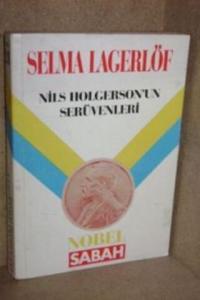 SELMA LAGERLÖF
NİLS HOLGERSON'UN
SERÜVENLERİ
NOBEL
SABAH